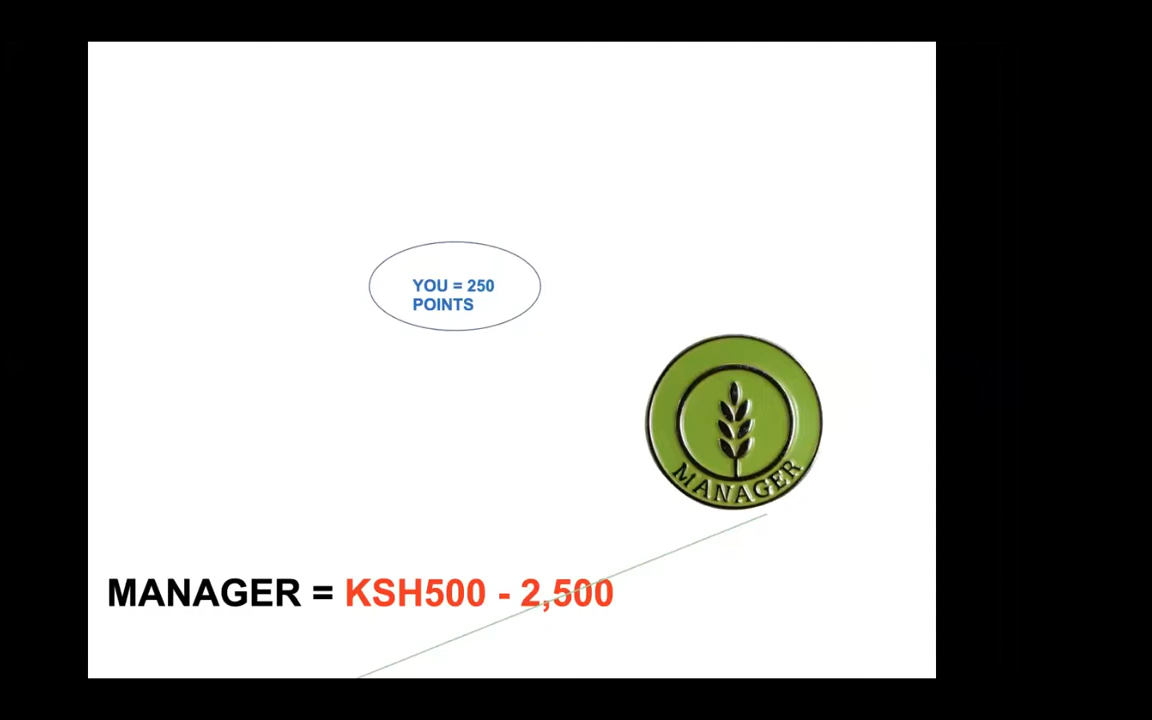 YOU = 250
POINTS
MANAGER
MANAGER = KSH500 - 2,500